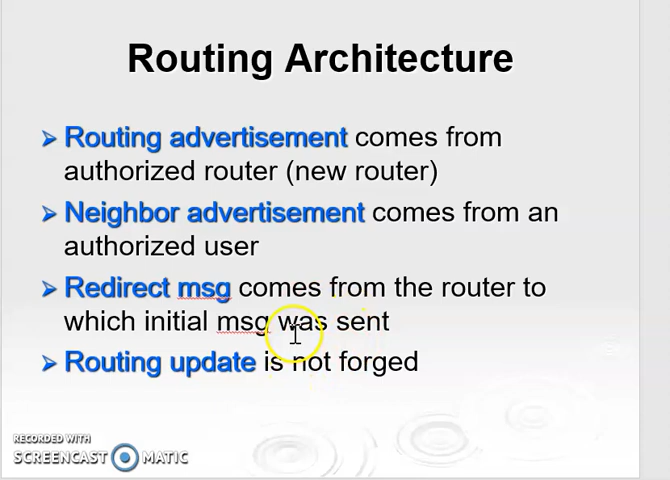 Routing Architecture
➢ Routing advertisement comes from
authorized router (new router)
➢ Neighbor advertisement comes from an
authorized user
➢ Redirect msg comes from the router to
which initial msg was sent
➢ Routing update is not forged
RECORDED WITH
SCREENCAST MATIC